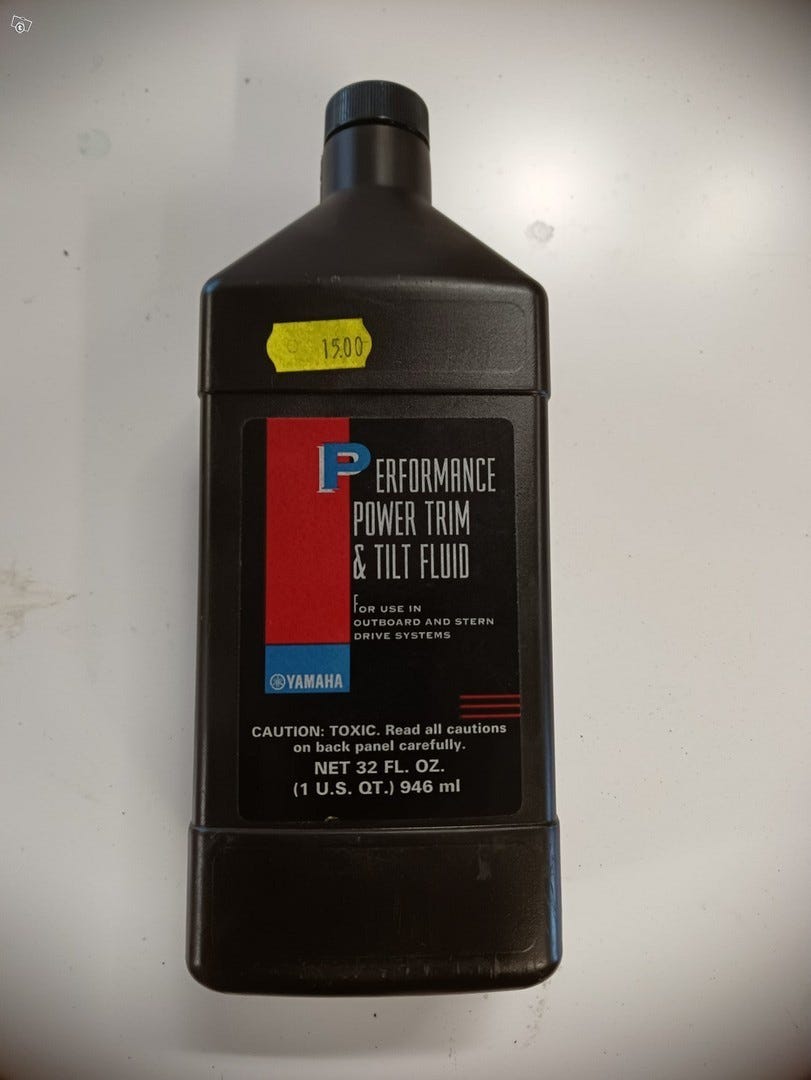 15.00
PERFORMANCE
POWER TRIM
& TILT FLUID
FOR USE IN
OUTBOARD AND STERN
DRIVE SYSTEMS
YAMAHA
CAUTION: TOXIC. Read all cautions
on back panel carefully.
NET 32 FL. OZ.
(1 U.S. QT.) 946 ml